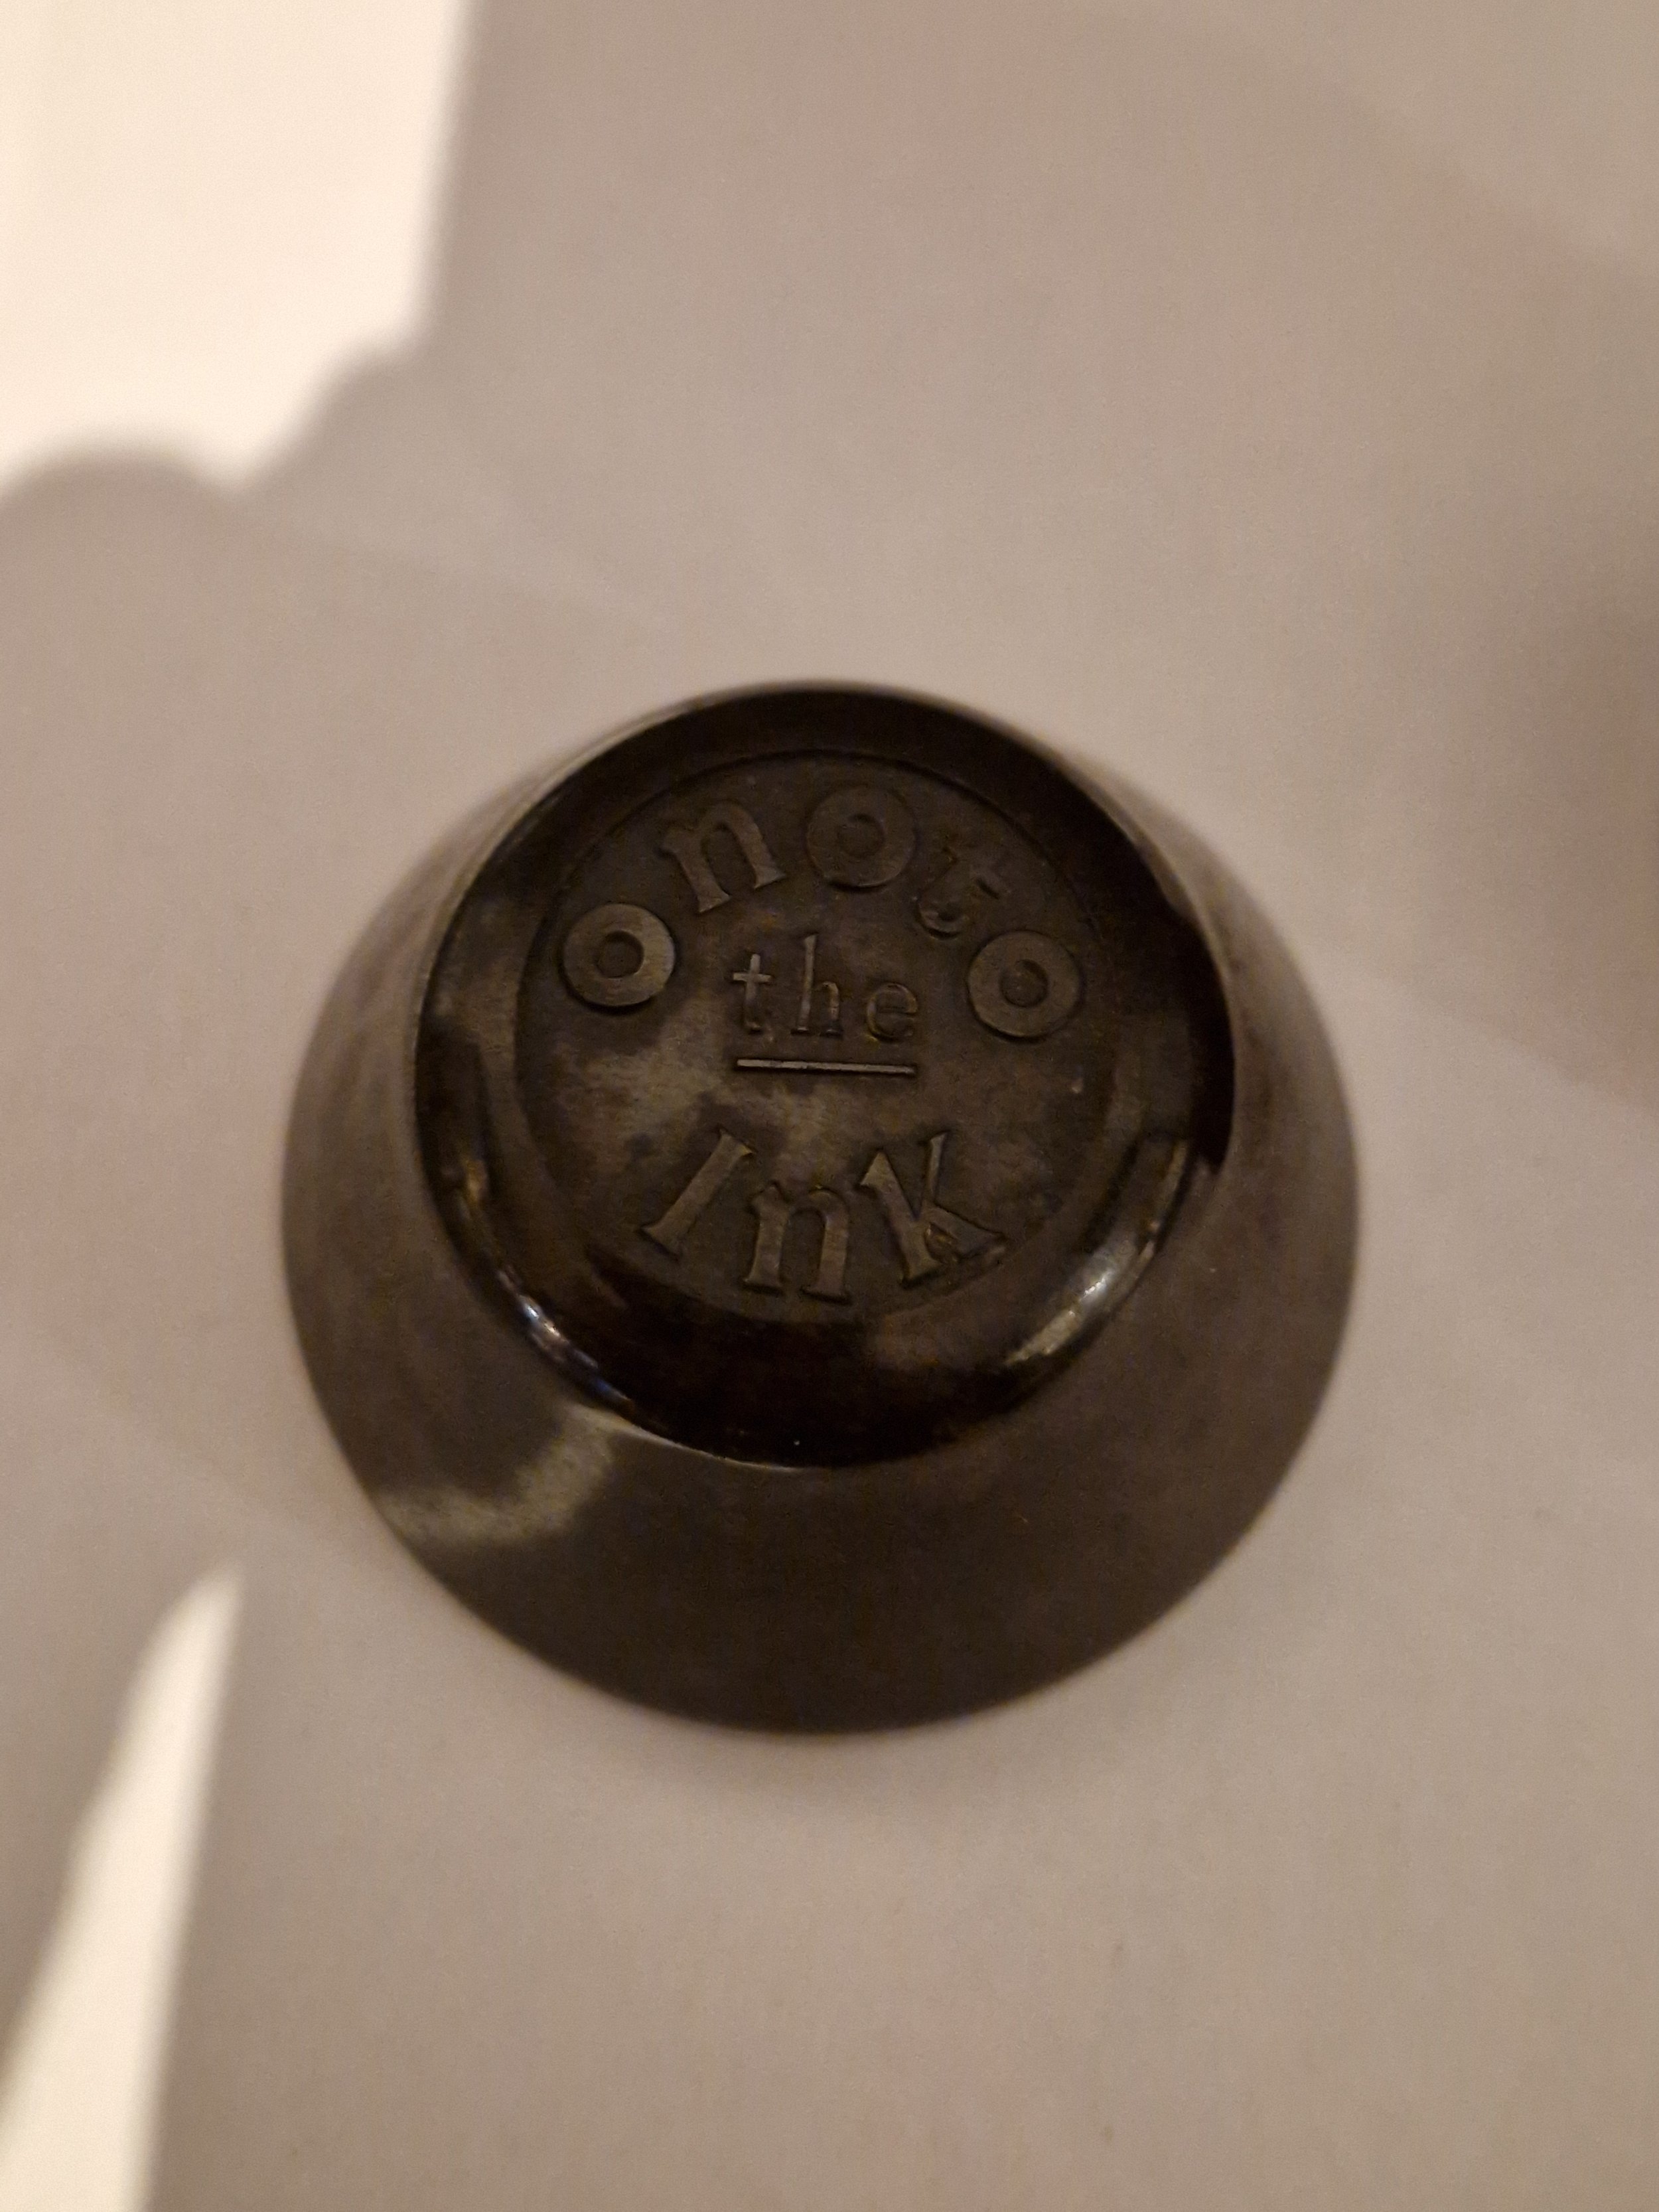 onoto
the
Ink